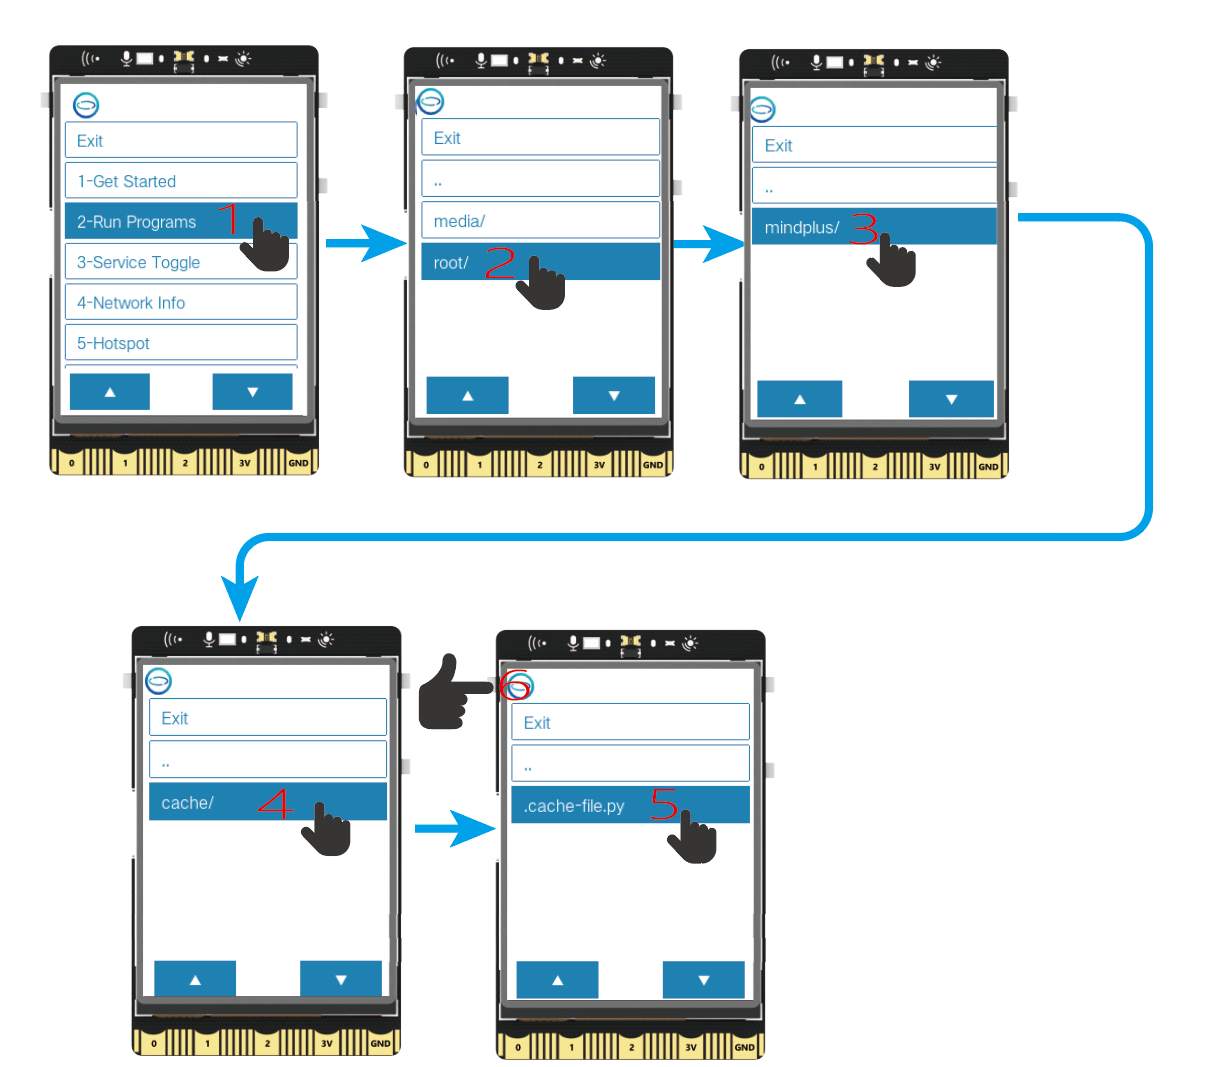 Exit
1-Get Started
2-Run Programs 1
3-Service Toggle
4-Network Info
5-Hotspot
0 1 2 3V GND
Exit
..
media/
root/ 2
0 1 2 3V GND
Exit
..
mindplus/ 3
0 1 2 3V GND
Exit
..
cache/ 4
0 1 2 3V GND
6
Exit
..
.cache-file.py 5
0 1 2 3V GND